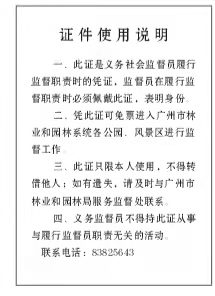 证件使用说明
一．此证是义务社会监督员履行
监督职责时的凭证，监督员在履行监
督职责时必须佩戴此证，表明身份。
二．凭此证可免票进入广州市林
业和园林系统各公园．风景区进行监
督工作。
三．此证只限本人使用，不得转
借他人；如有遗失，请及时与广州市
林业和园林局服务监督处联系。
四．义务监督员不得持此证从事
与履行监督员职责无关的活动。
联系电话：83825643